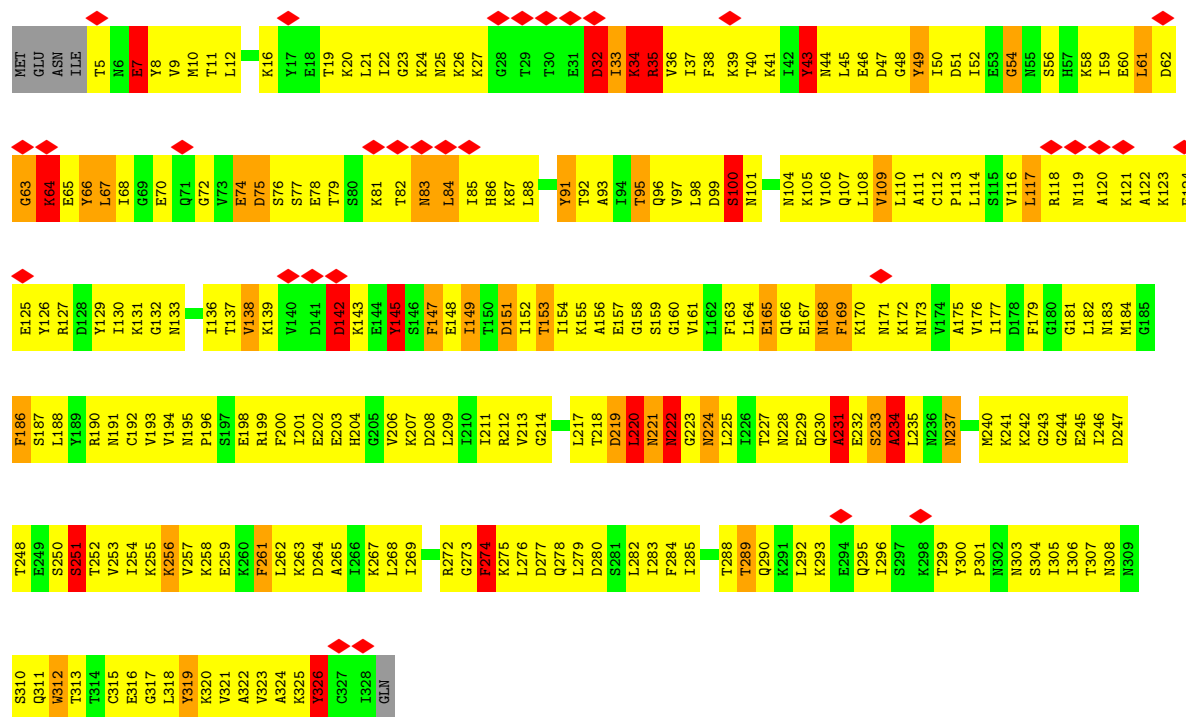 MET GLU ASN ILE T5 N6 E7 Y8 V9 M10 T11 L12 K16 Y17 E18 T19 K20 L21 I22 G23 K24 N25 K26 K27 G28 T29 T30 E31 D32 I33 K34 R35 V36 I37 F38 K39 T40 K41 I42 Y43 N44 L45 E46 D47 G48 Y49 I50 D51 I52 E53 G54 N55 S56 H57 K58 I59 E60 L61 D62
G63 K64 E65 Y66 L67 I68 G69 E70 Q71 G72 V73 E74 D75 S76 S77 E78 T79 S80 K81 T82 N83 L84 I85 H86 K87 L88 Y91 T92 A93 I94 T95 Q96 V97 L98 D99 S100 N101 N104 K105 V106 Q107 L108 V109 L110 A111 C112 P113 L114 S115 V116 L117 R118 N119 A120 K121 A122 K123
E125 Y126 R127 D128 Y129 I130 K131 G132 N133 I136 T137 V138 K139 V140 D141 D142 K143 E144 Y145 S146 F147 E148 I149 T150 D151 I152 T153 I154 K155 A156 E157 G158 S159 G160 V161 L162 F163 L164 E165 Q166 E167 N168 F169 K170 N171 K172 N173 V174 A175 V176 I177 D178 F179 G180 G181 L182 N183 M184 G185
F186 S187 L188 Y189 R190 N191 C192 V193 V194 N195 P196 S197 E198 R199 F200 I201 E202 E203 H204 G205 V206 K207 D208 L209 I210 I211 R212 V213 G214 L217 T218 D219 L220 N221 N222 G223 N224 L225 I226 T227 N228 E229 Q230 A231 E232 S233 A234 L235 N236 N237 M240 K241 K242 G243 G244 E245 I246 D247
T248 E249 S250 S251 T252 V253 I254 K255 K256 V257 K258 E259 K260 F261 L262 K263 D264 A265 I266 K267 L268 I269 R272 G273 F274 K275 L276 D277 Q278 L279 D280 S281 L282 I283 F284 I285 T288 T289 Q290 K291 L292 K293 E294 Q295 I296 S297 K298 T299 Y300 P301 N302 N303 S304 I305 I306 T307 N308 N309
S310 Q311 W312 T313 T314 C315 E316 G317 L318 Y319 K320 V321 A322 V323 A324 K325 Y326 C327 I328 GLN